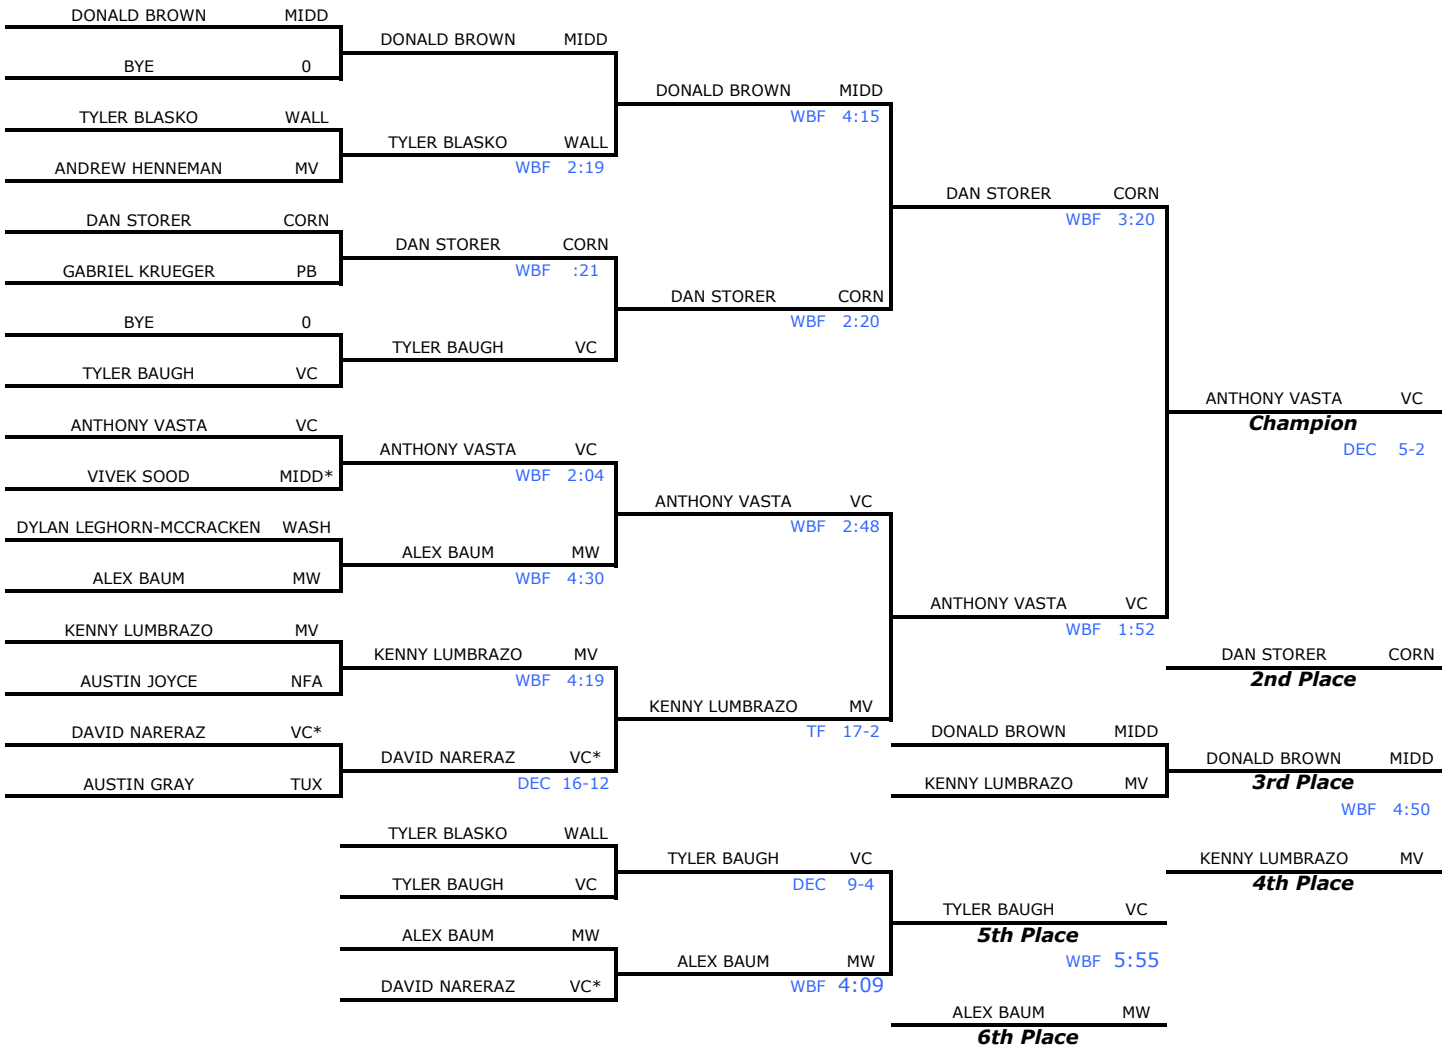 DONALD BROWN MIDD
BYE 0
TYLER BLASKO WALL
ANDREW HENNEMAN MV
DAN STORER CORN
GABRIEL KRUEGER PB
BYE 0
TYLER BAUGH VC
ANTHONY VASTA VC
VIVEK SOOD MIDD*
DYLAN LEGHORN-MCCRACKEN WASH
ALEX BAUM MW
KENNY LUMBRAZO MV
AUSTIN JOYCE NFA
DAVID NARERAZ VC*
AUSTIN GRAY TUX
DONALD BROWN MIDD
TYLER BLASKO WALL
WBF 2:19
DAN STORER CORN
WBF :21
TYLER BAUGH VC
ANTHONY VASTA VC
WBF 2:04
ALEX BAUM MW
WBF 4:30
KENNY LUMBRAZO MV
WBF 4:19
DAVID NARERAZ VC*
DEC 16-12
TYLER BLASKO WALL
TYLER BAUGH VC
ALEX BAUM MW
DAVID NARERAZ VC*
DONALD BROWN MIDD
WBF 4:15
DAN STORER CORN
WBF 2:20
ANTHONY VASTA VC
WBF 2:48
KENNY LUMBRAZO MV
TF 17-2
TYLER BAUGH VC
DEC 9-4
ALEX BAUM MW
WBF 4:09
DAN STORER CORN
WBF 3:20
ANTHONY VASTA VC
WBF 1:52
DONALD BROWN MIDD
KENNY LUMBRAZO MV
TYLER BAUGH VC
5th Place
WBF 5:55
ALEX BAUM MW
6th Place
ANTHONY VASTA VC
Champion
DEC 5-2
DAN STORER CORN
2nd Place
DONALD BROWN MIDD
3rd Place
WBF 4:50
KENNY LUMBRAZO MV
4th Place